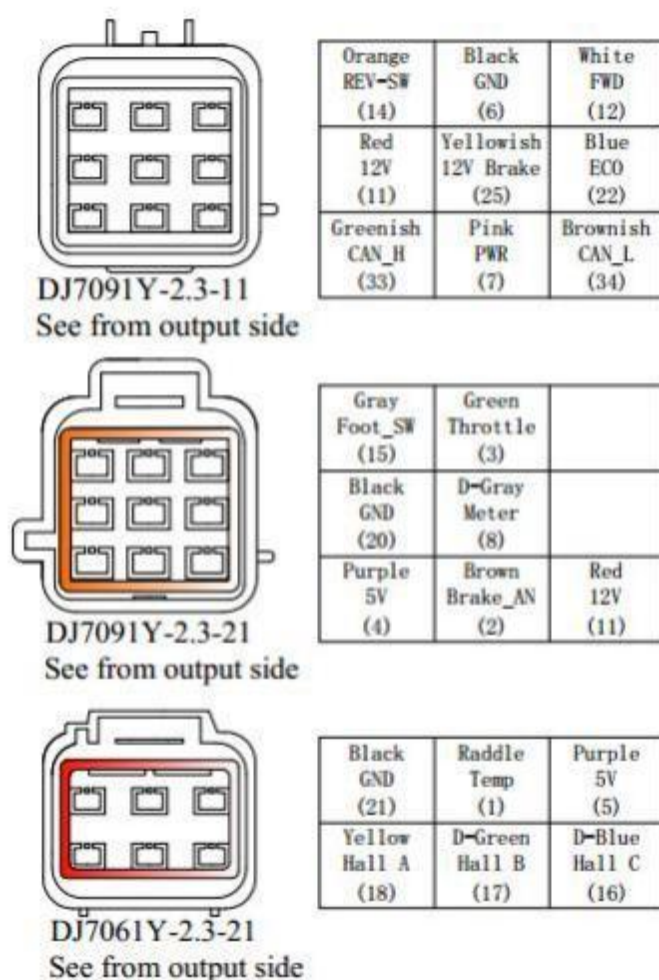 Orange Black White
REV-SW GND FWD
(14) (6) (12)
Red Yellowish Blue
12V 12V Brake ECO
(11) (25) (22)
Greenish Pink Brownish
CAN_H PWR CAN_L
(33) (7) (34)
DJ7091Y-2.3-11
See from output side
Gray Green
Foot_SW Throttle
(15) (3)
Black D-Gray
GND Meter
(20) (8)
Purple Brown Red
5V Brake_AN 12V
(4) (2) (11)
DJ7091Y-2.3-21
See from output side
Black Raddle Purple
GND Temp 5V
(21) (1) (5)
Yellow D-Green D-Blue
Hall A Hall B Hall C
(18) (17) (16)
DJ7061Y-2.3-21
See from output side